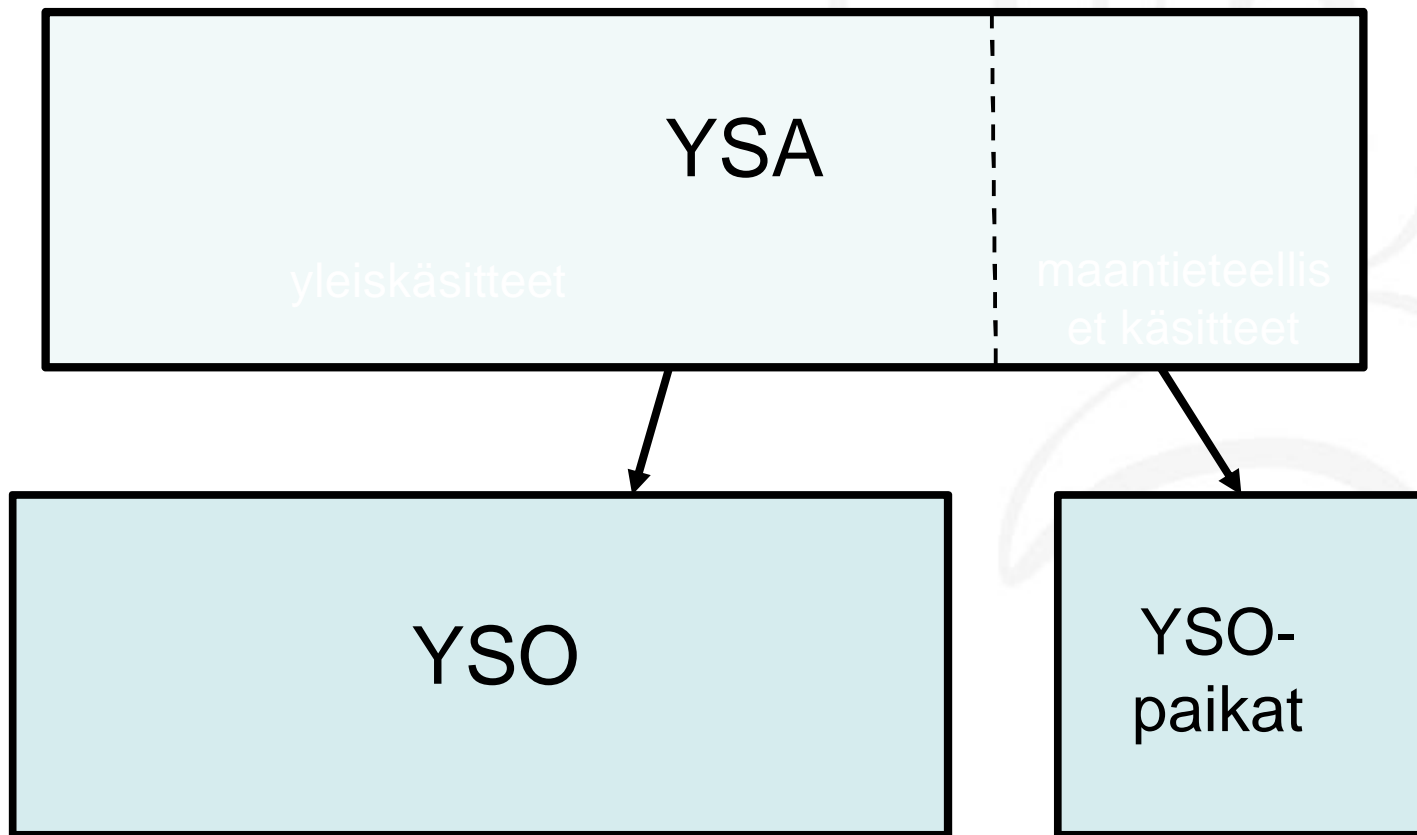 YSA
yleiskäsitteet
maantieteellis
et käsitteet
YSO
YSO-
paikat